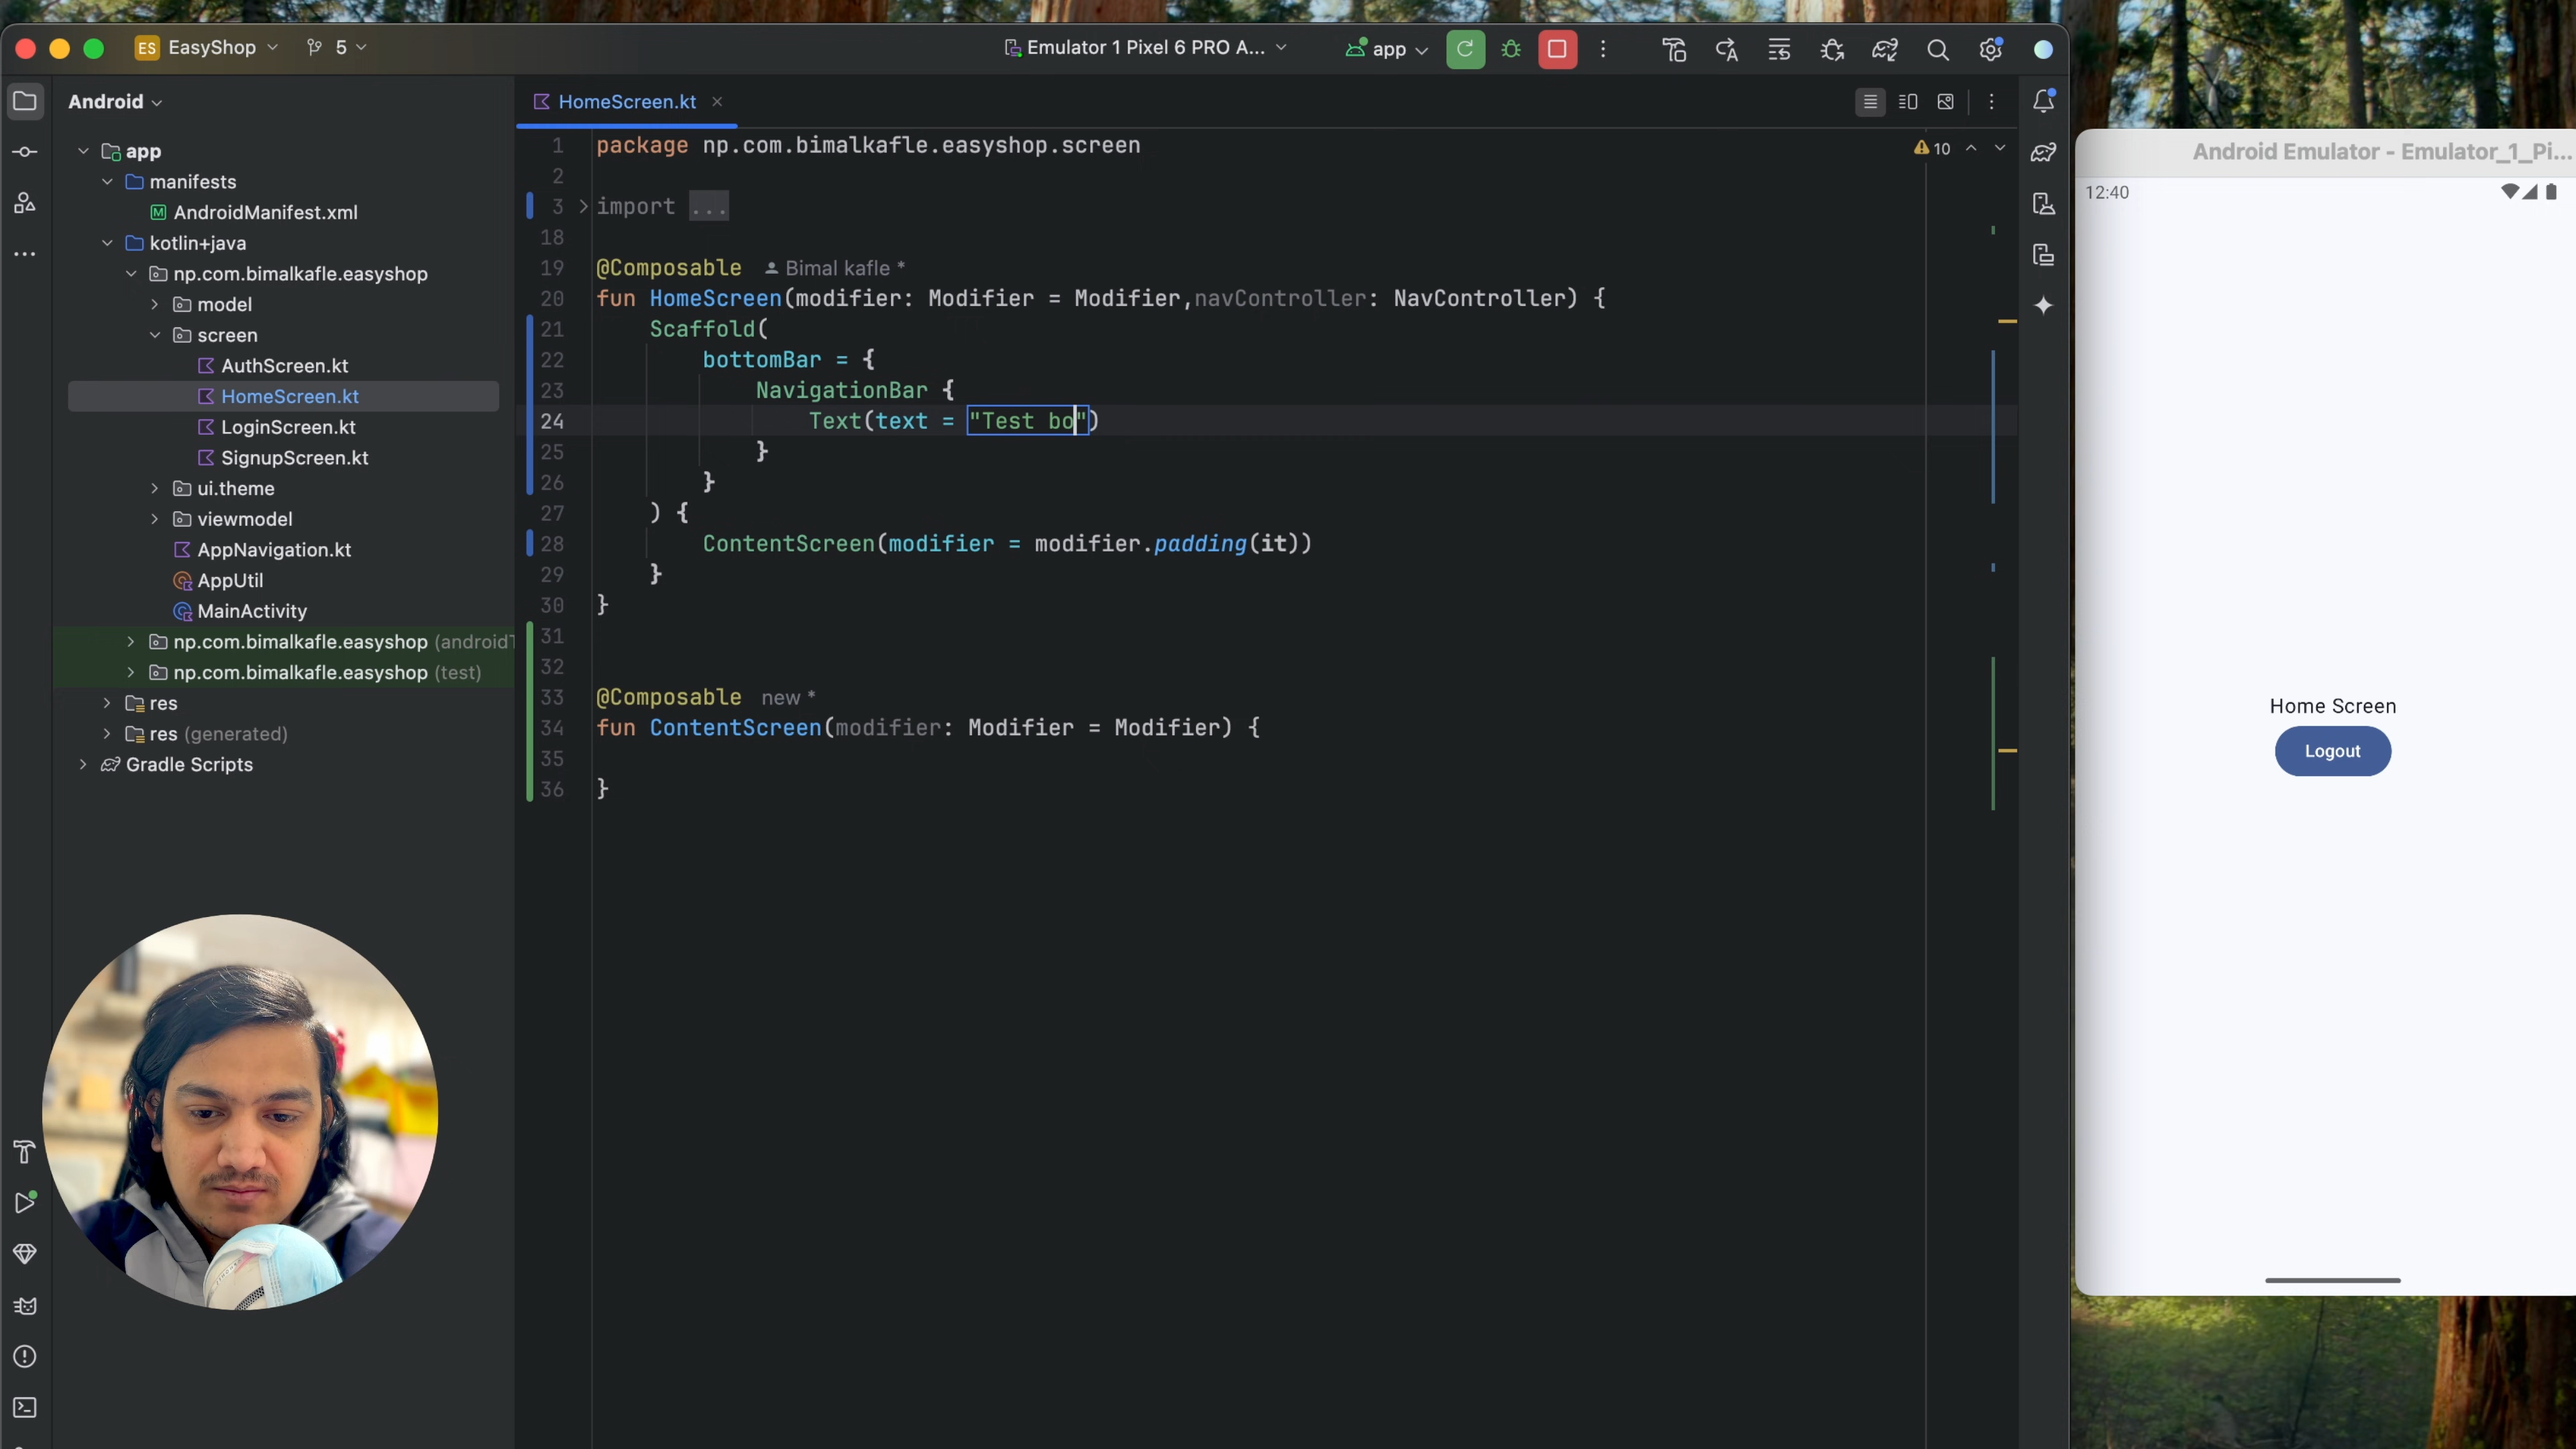 ES EasyShop 5 Emulator 1 Pixel 6 PRO A... app
Android
app
manifests
AndroidManifest.xml
kotlin+java
np.com.bimalkafle.easyshop
model
screen
AuthScreen.kt
HomeScreen.kt
LoginScreen.kt
SignupScreen.kt
ui.theme
viewmodel
AppNavigation.kt
AppUtil
MainActivity
np.com.bimalkafle.easyshop (androidT
np.com.bimalkafle.easyshop (test)
res
res (generated)
Gradle Scripts
HomeScreen.kt
10
1 package np.com.bimalkafle.easyshop.screen
2
3 import ...
18
19 @Composable Bimal kafle *
20 fun HomeScreen(modifier: Modifier = Modifier,navController: NavController) {
21 Scaffold(
22 bottomBar = {
23 NavigationBar {
24 Text(text = "Test bo")
25 }
26 }
27 ) {
28 ContentScreen(modifier = modifier.padding(it))
29 }
30 }
31
32
33 @Composable new *
34 fun ContentScreen(modifier: Modifier = Modifier) {
35
36 }
Android Emulator - Emulator_1_Pi...
12:40
Home Screen
Logout